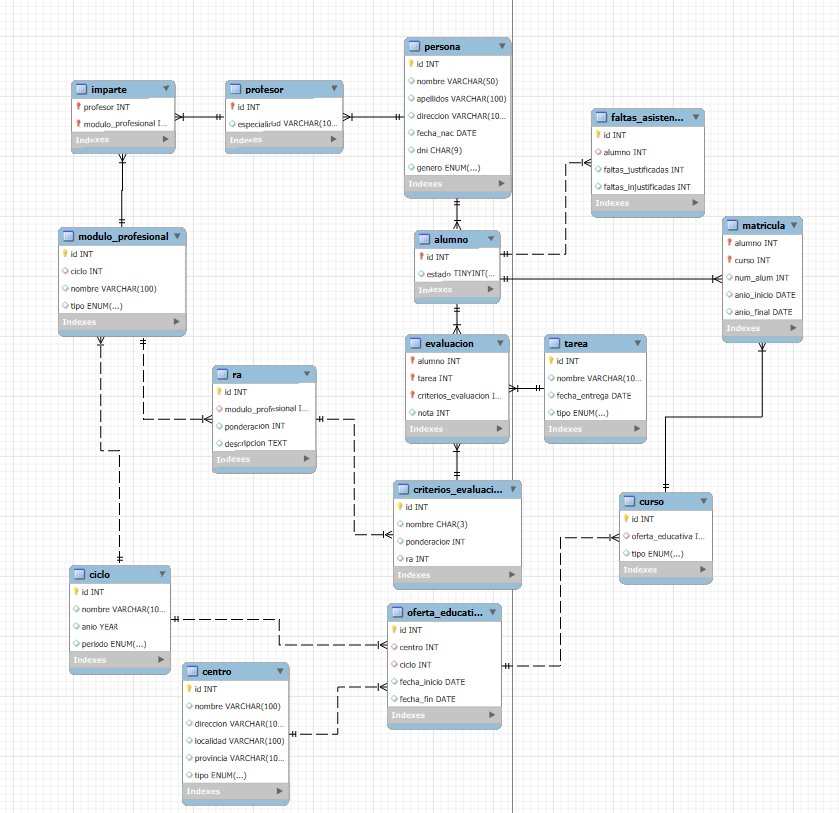 persona
id INT
nombre VARCHAR(50)
apellidos VARCHAR(100)
direccion VARCHAR(10...
fecha_nac DATE
dni CHAR(9)
genero ENUM(...)
Indexes
imparte
profesor INT
modulo_profesional I...
Indexes
profesor
id INT
especialidad VARCHAR(10...
Indexes
faltas_asisten...
id INT
alumno INT
faltas_justificadas INT
faltas_injustificadas INT
Indexes
modulo_profesional
id INT
ciclo INT
nombre VARCHAR(100)
tipo ENUM(...)
Indexes
alumno
id INT
estado TINYINT(...
Indexes
matricula
alumno INT
curso INT
num_alum INT
anio_inicio DATE
anio_final DATE
Indexes
evaluacion
alumno INT
tarea INT
criterios_evaluacion I...
nota INT
Indexes
tarea
id INT
nombre VARCHAR(10...
fecha_entrega DATE
tipo ENUM(...)
Indexes
ra
id INT
modulo_profesional I...
ponderacion INT
descripcion TEXT
Indexes
criterios_evaluaci...
id INT
nombre CHAR(3)
ponderacion INT
ra INT
Indexes
curso
id INT
oferta_educativa I...
tipo ENUM(...)
Indexes
ciclo
id INT
nombre VARCHAR(10...
anio YEAR
periodo ENUM(...)
Indexes
oferta_educati...
id INT
centro INT
ciclo INT
fecha_inicio DATE
fecha_fin DATE
Indexes
centro
id INT
nombre VARCHAR(100)
direccion VARCHAR(10...
localidad VARCHAR(100)
provincia VARCHAR(10...
tipo ENUM(...)
Indexes